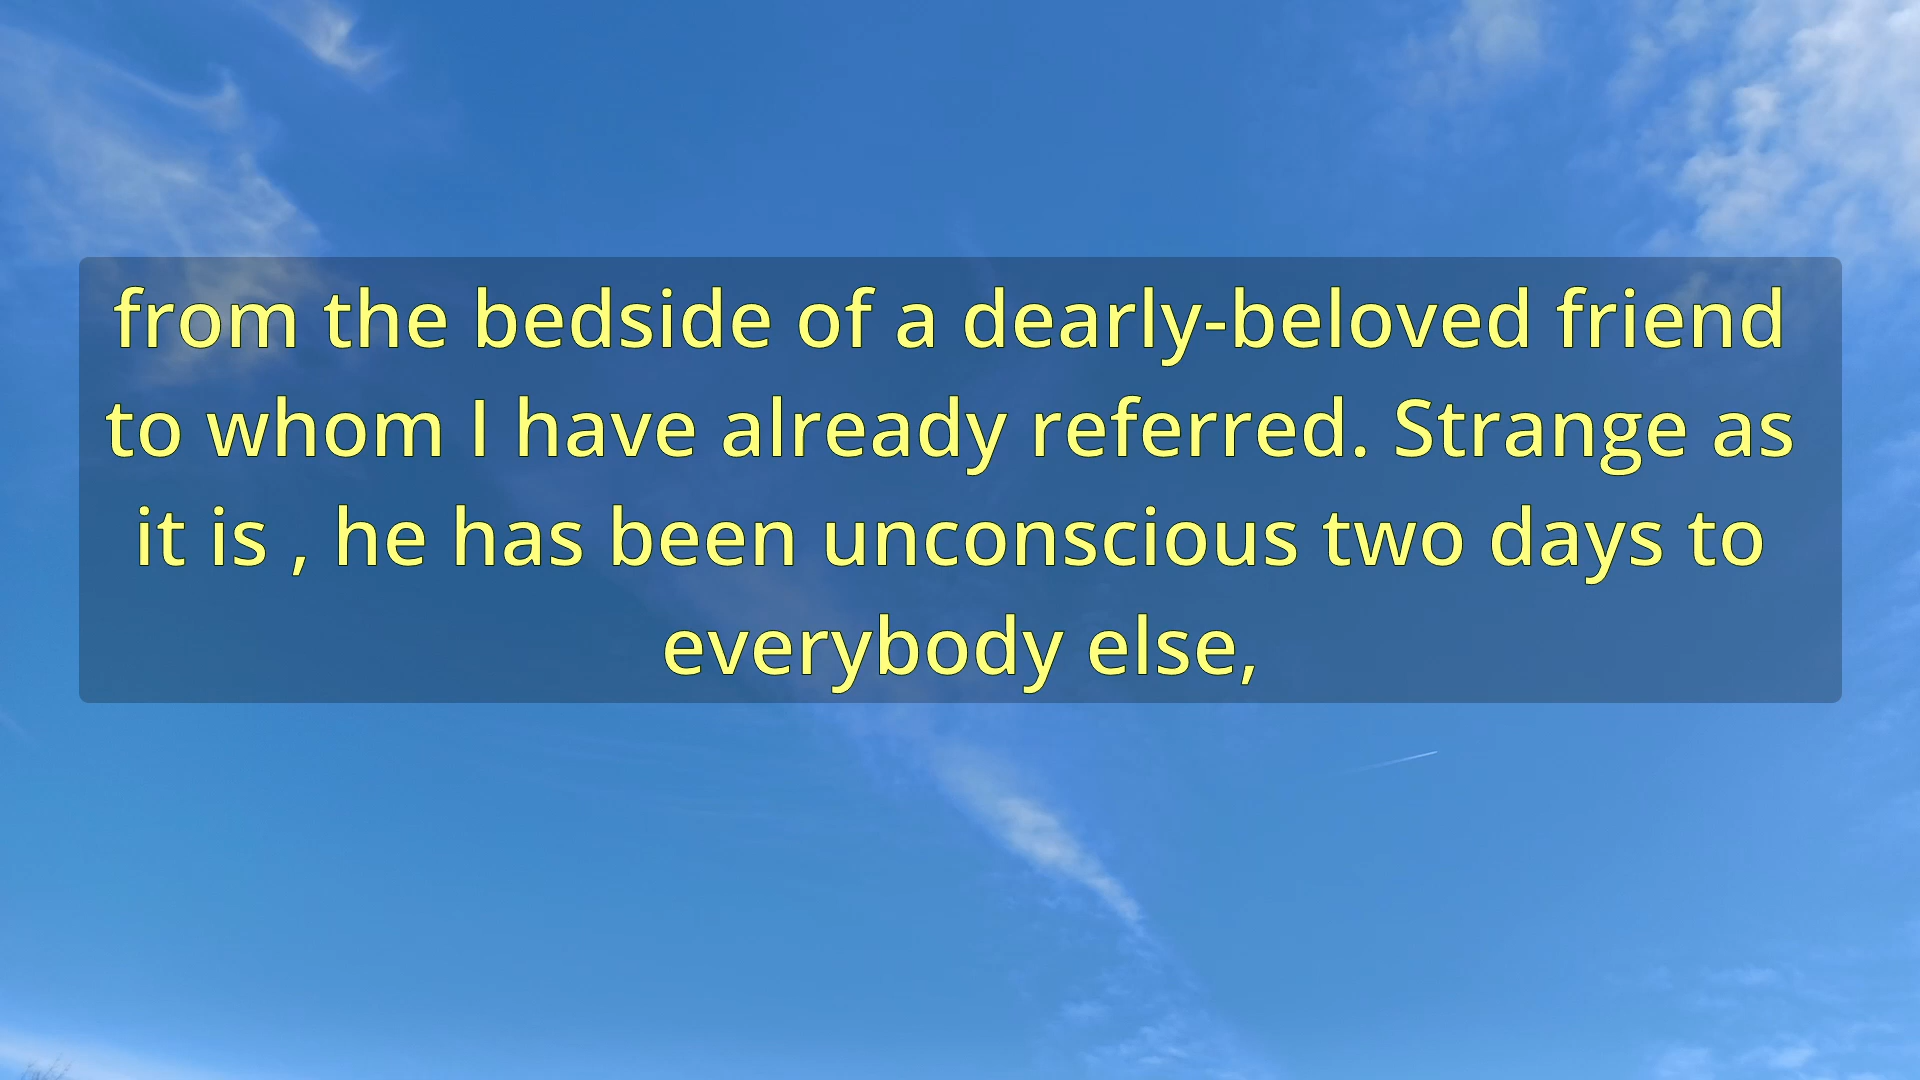 from the bedside of a dearly-beloved friend
to whom I have already referred. Strange as
it is , he has been unconscious two days to
everybody else,